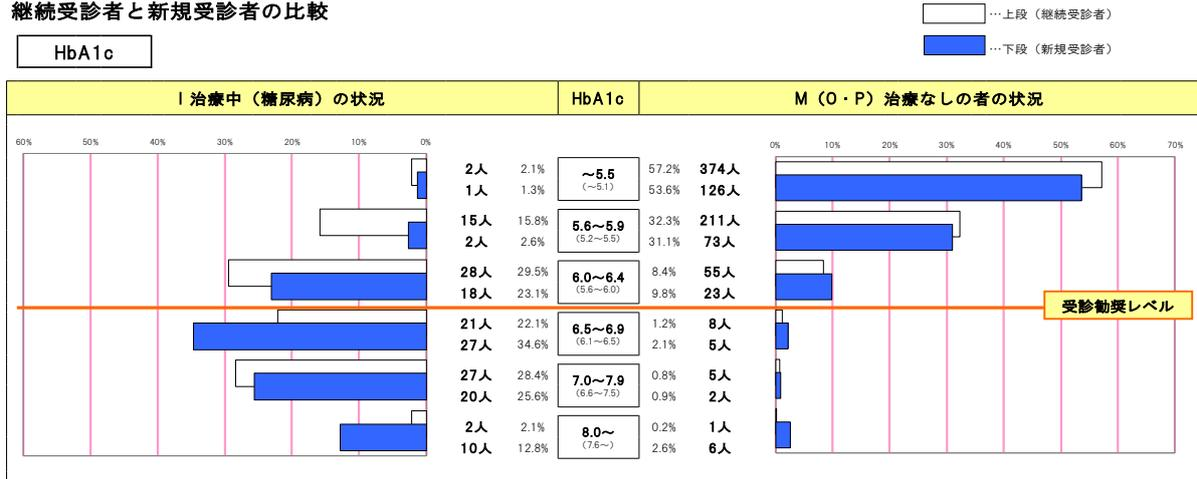 継続受診者と新規受診者の比較
…上段（継続受診者）
HbA1c
…下段（新規受診者）
Ⅰ 治療中（糖尿病）の状況 HbA1c M（O・P）治療なしの者の状況
60% 50% 40% 30% 20% 10% 0% 0% 10% 20% 30% 40% 50% 60% 70%
2人 2.1% ～5.5 57.2% 374人
1人 1.3% （～5.1） 53.6% 126人
15人 15.8% 5.6～5.9 32.3% 211人
2人 2.6% （5.2～5.5） 31.1% 73人
28人 29.5% 6.0～6.4 8.4% 55人
18人 23.1% （5.6～6.0） 9.8% 23人
受診勧奨レベル
21人 22.1% 6.5～6.9 1.2% 8人
27人 34.6% （6.1～6.5） 2.1% 5人
27人 28.4% 7.0～7.9 0.8% 5人
20人 25.6% （6.6～7.5） 0.9% 2人
2人 2.1% 8.0～ 0.2% 1人
10人 12.8% （7.6～） 2.6% 6人